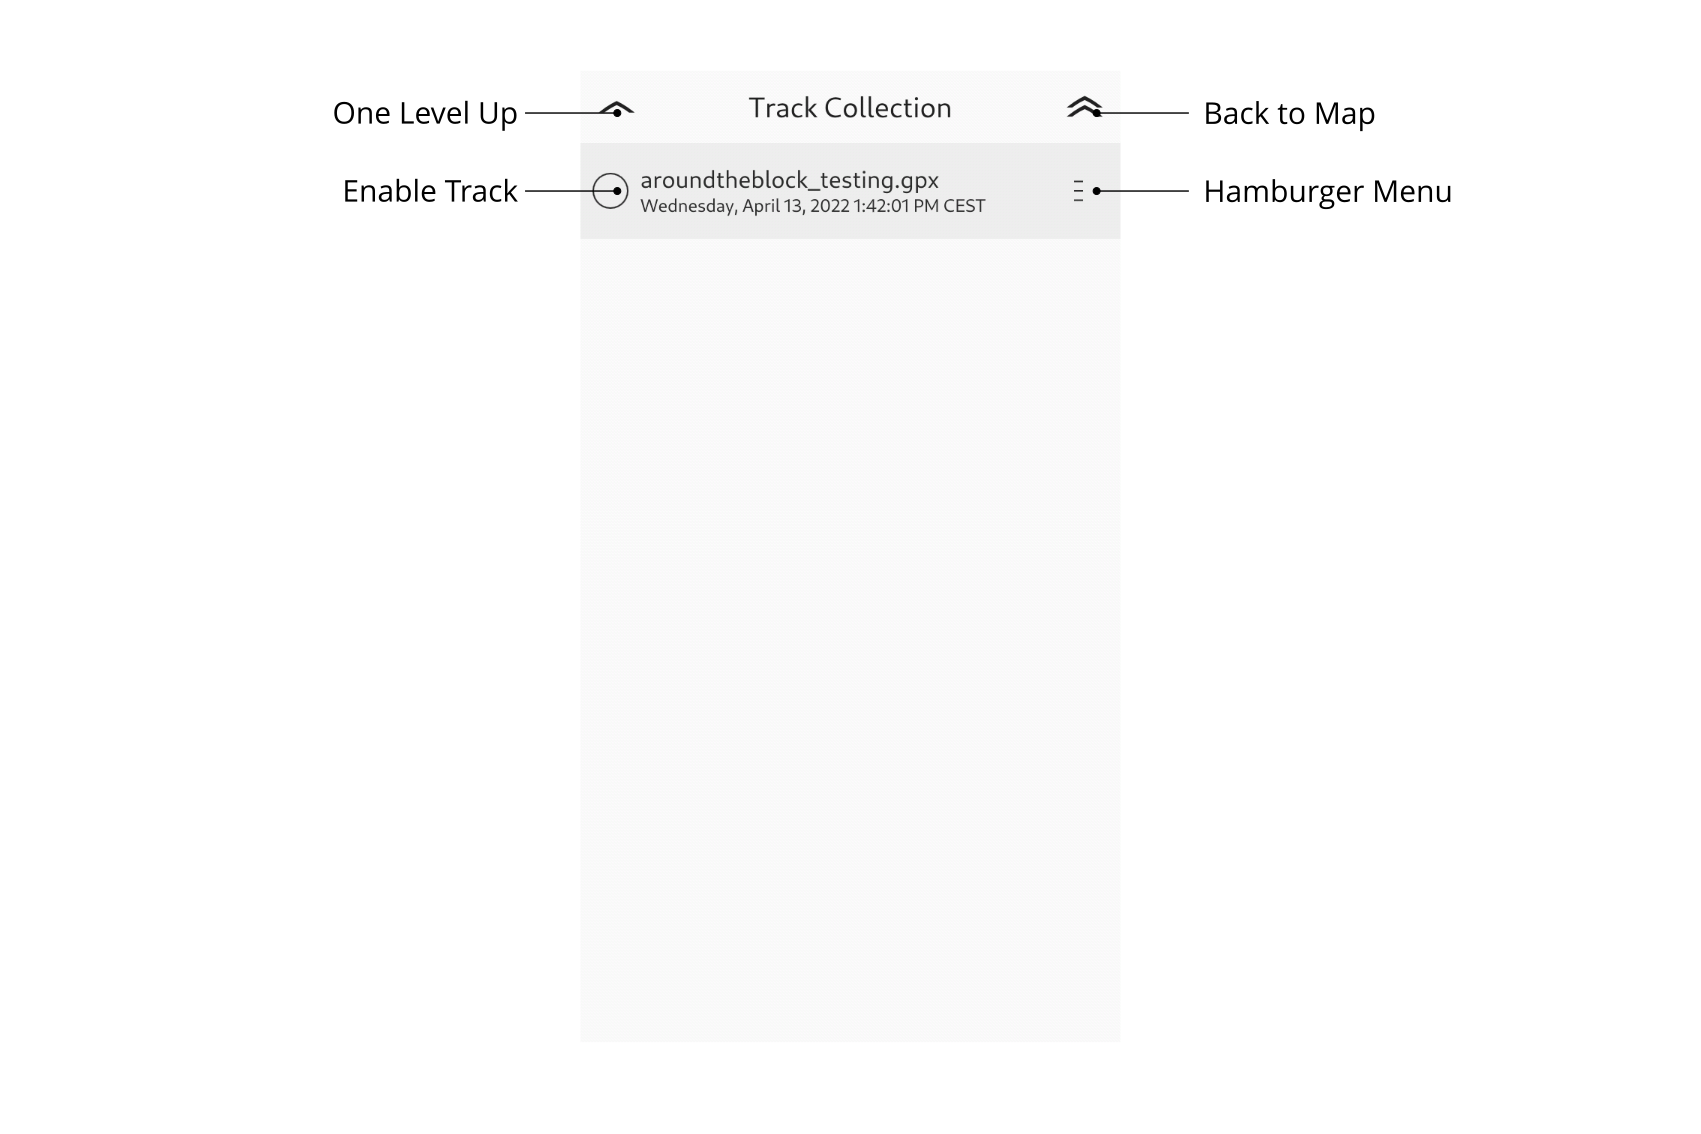 One Level Up
Track Collection
Back to Map
Enable Track
aroundtheblock_testing.gpx
Wednesday, April 13, 2022 1:42:01 PM CEST
Hamburger Menu